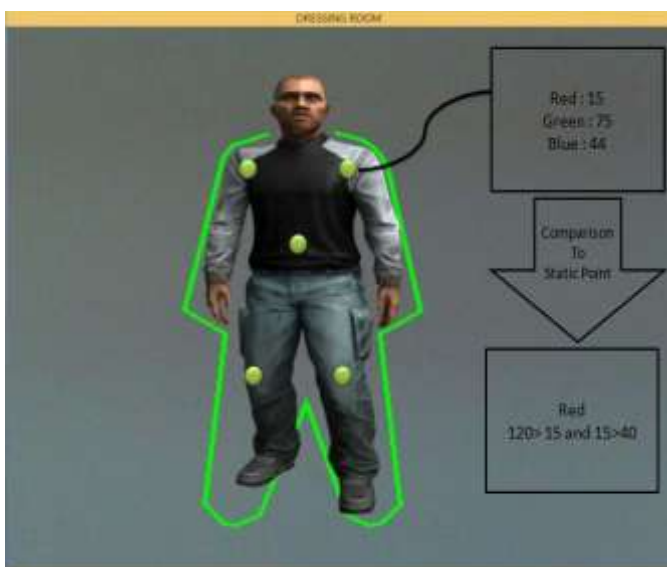 DRESSING ROOM
Red : 15
Green : 75
Blue : 44
Comparison
To
Static Point
Red
120> 15 and 15>40